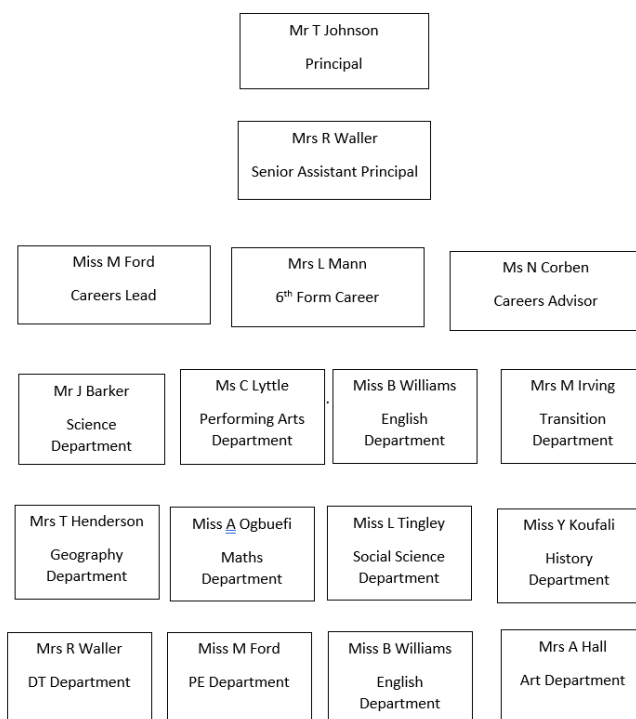 Mr T Johnson
Principal
Mrs R Waller
Senior Assistant Principal
Miss M Ford
Careers Lead
Mrs L Mann
6th Form Career
Ms N Corben
Careers Advisor
Mr J Barker
Science
Department
Ms C Lyttle
Performing Arts
Department
.
Miss B Williams
English
Department
Mrs M Irving
Transition
Department
Mrs T Henderson
Geography
Department
Miss A Ogbuefi
Maths
Department
Miss L Tingley
Social Science
Department
Miss Y Koufali
History
Department
Mrs R Waller
DT Department
Miss M Ford
PE Department
Miss B Williams
English
Department
Mrs A Hall
Art Department